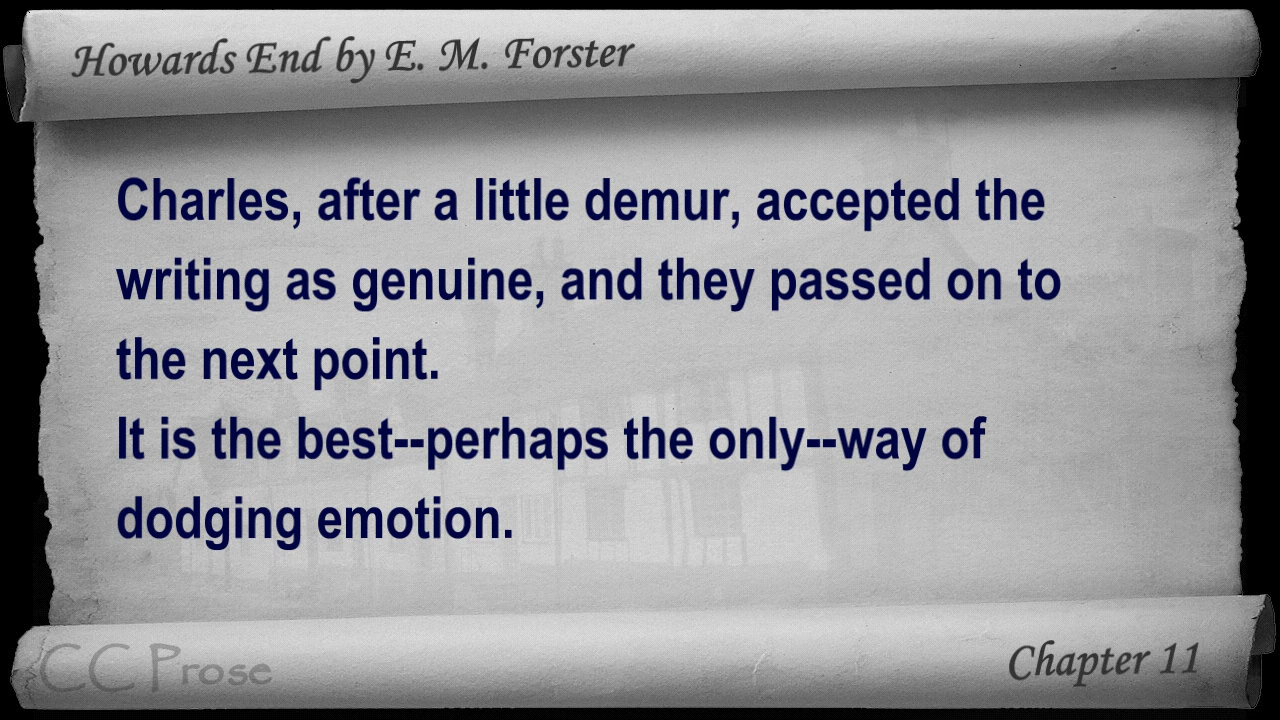 Howards End by E. M. Forster
Charles, after a little demur, accepted the
writing as genuine, and they passed on to
the next point.
It is the best--perhaps the only--way of
dodging emotion.
CC Prose
Chapter 11